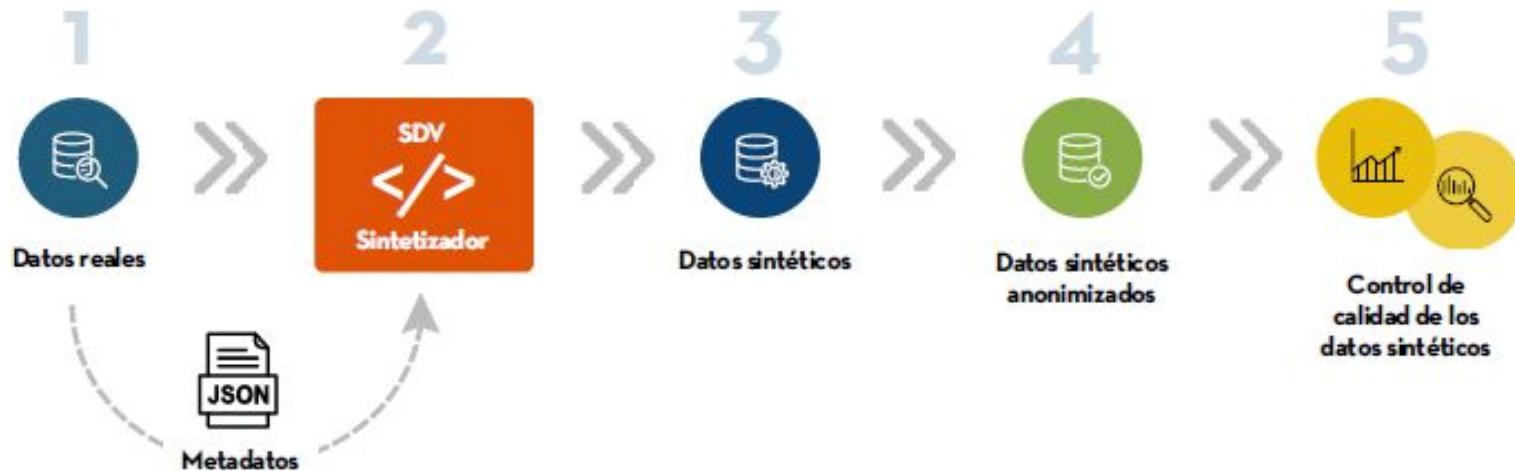 1
2
3
4
5
SDV
</>
Sintetizador
Datos reales
Datos sintéticos
Datos sintéticos
anonimizados
Control de
calidad de los
datos sintéticos
JSON
Metadatos